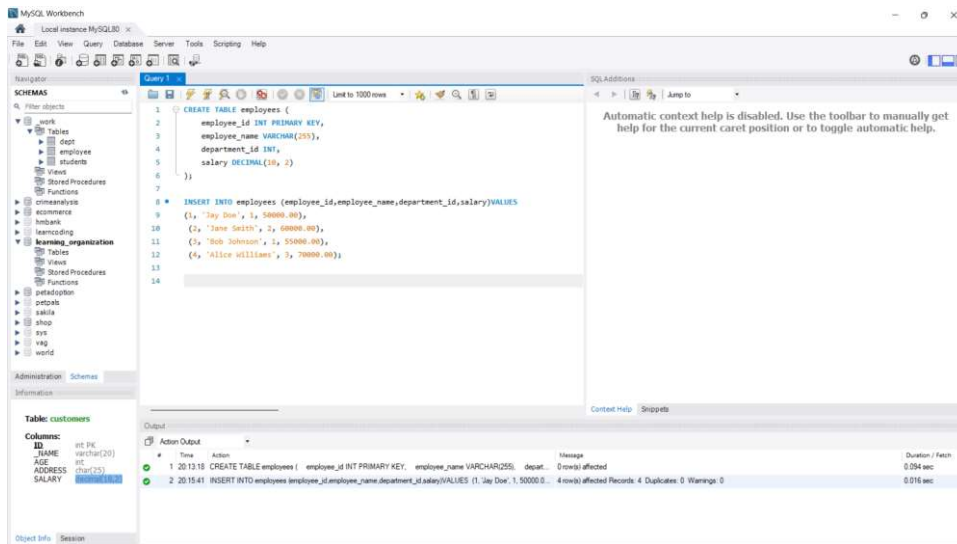 MySQL Workbench
Local instance MySQL80
File Edit View Query Database Server Tools Scripting Help
Navigator
SCHEMAS
Filter objects
_work
Tables
dept
employee
students
Views
Stored Procedures
Functions
crimeanalysis
ecommerce
hmbank
learncoding
learning_organization
Tables
Views
Stored Procedures
Functions
petadoption
petpals
sakila
shop
sys
vag
world
Administration Schemas
Information
Table: customers
Columns:
ID int PK
_NAME varchar(20)
AGE int
ADDRESS char(25)
SALARY decimal(10,2)
Object Info Session
Query 1
Limit to 1000 rows
1 CREATE TABLE employees (
2 employee_id INT PRIMARY KEY,
3 employee_name VARCHAR(255),
4 department_id INT,
5 salary DECIMAL(10, 2)
6 );
7
8 INSERT INTO employees (employee_id,employee_name,department_id,salary)VALUES
9 (1, 'Jay Doe', 1, 50000.00),
10 (2, 'Jane Smith', 2, 60000.00),
11 (3, 'Bob Johnson', 1, 55000.00),
12 (4, 'Alice Williams', 3, 70000.00);
13
14
SQLAdditions
Jump to
Automatic context help is disabled. Use the toolbar to manually get
help for the current caret position or to toggle automatic help.
Context Help Snippets
Output
Action Output
# Time Action Message Duration / Fetch
1 20:13:18 CREATE TABLE employees ( employee_id INT PRIMARY KEY, employee_name VARCHAR(255), depart... 0 row(s) affected 0.094 sec
2 20:15:41 INSERT INTO employees (employee_id,employee_name,department_id,salary)VALUES (1, 'Jay Doe', 1, 50000.0... 4 row(s) affected Records: 4 Duplicates: 0 Warnings: 0 0.016 sec